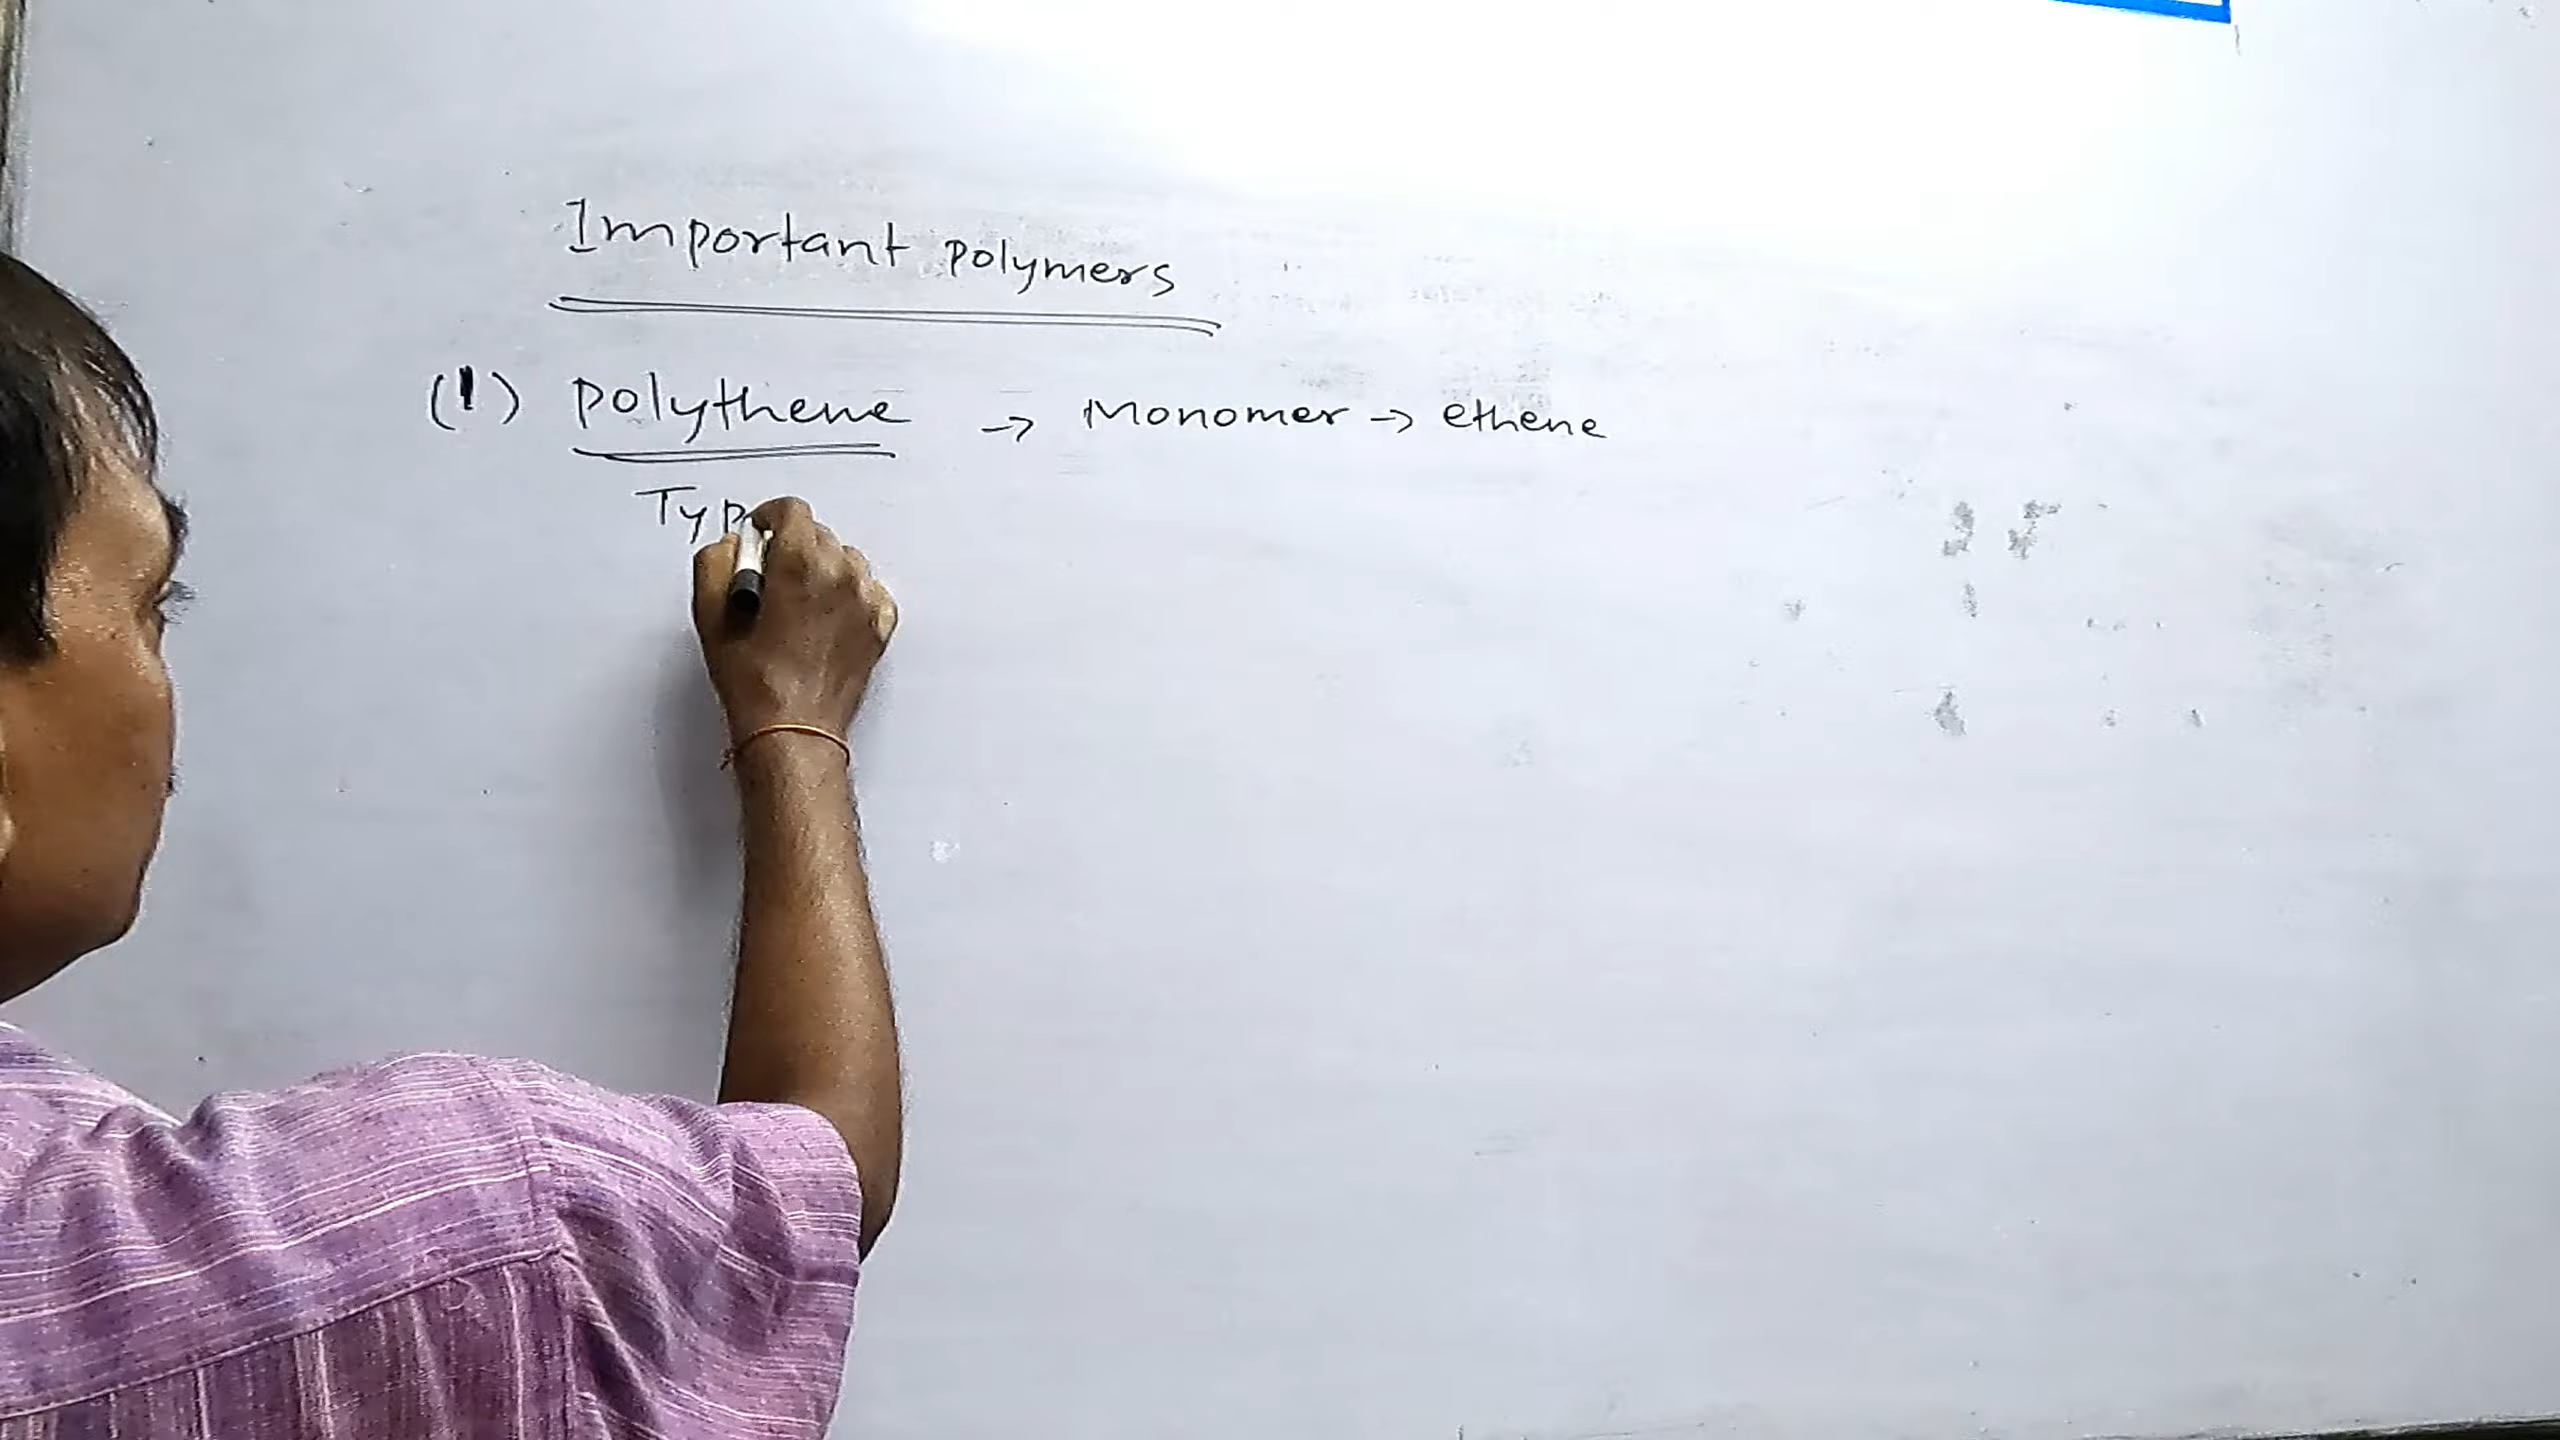 Important polymers
(1) polythene → Monomer → ethene
Typ